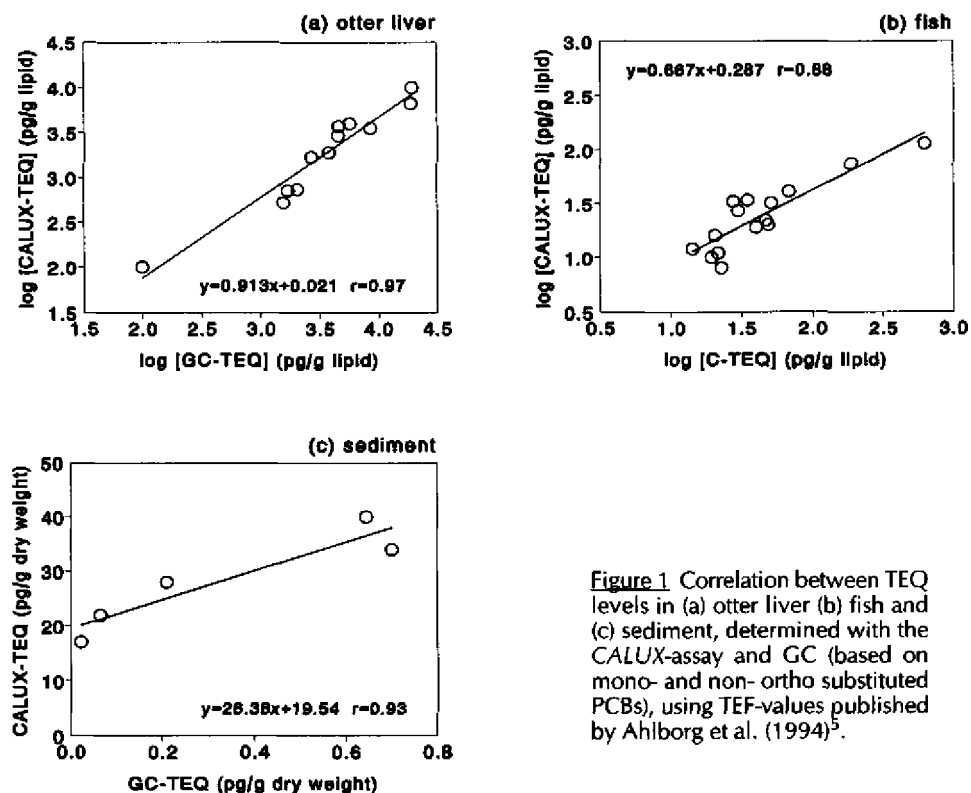 (a) otter liver
log [CALUX-TEQ] (pg/g lipid)
4.5
4.0
3.5
3.0
2.5
2.0
1.5
y=0.913x+0.021 r=0.97
1.5 2.0 2.5 3.0 3.5 4.0 4.5
log [GC-TEQ] (pg/g lipid)
(b) fish
log [CALUX-TEQ] (pg/g lipid)
3.0
2.5
2.0
1.5
1.0
0.5
y=0.667x+0.287 r=0.88
0.5 1.0 1.5 2.0 2.5 3.0
log [C-TEQ] (pg/g lipid)
(c) sediment
CALUX-TEQ (pg/g dry weight)
50
40
30
20
10
0
y=26.38x+19.54 r=0.93
0.0 0.2 0.4 0.6 0.8
GC-TEQ (pg/g dry weight)
Figure 1 Correlation between TEQ
levels in (a) otter liver (b) fish and
(c) sediment, determined with the
CALUX-assay and GC (based on
mono- and non- ortho substituted
PCBs), using TEF-values published
by Ahlborg et al. (1994)5.